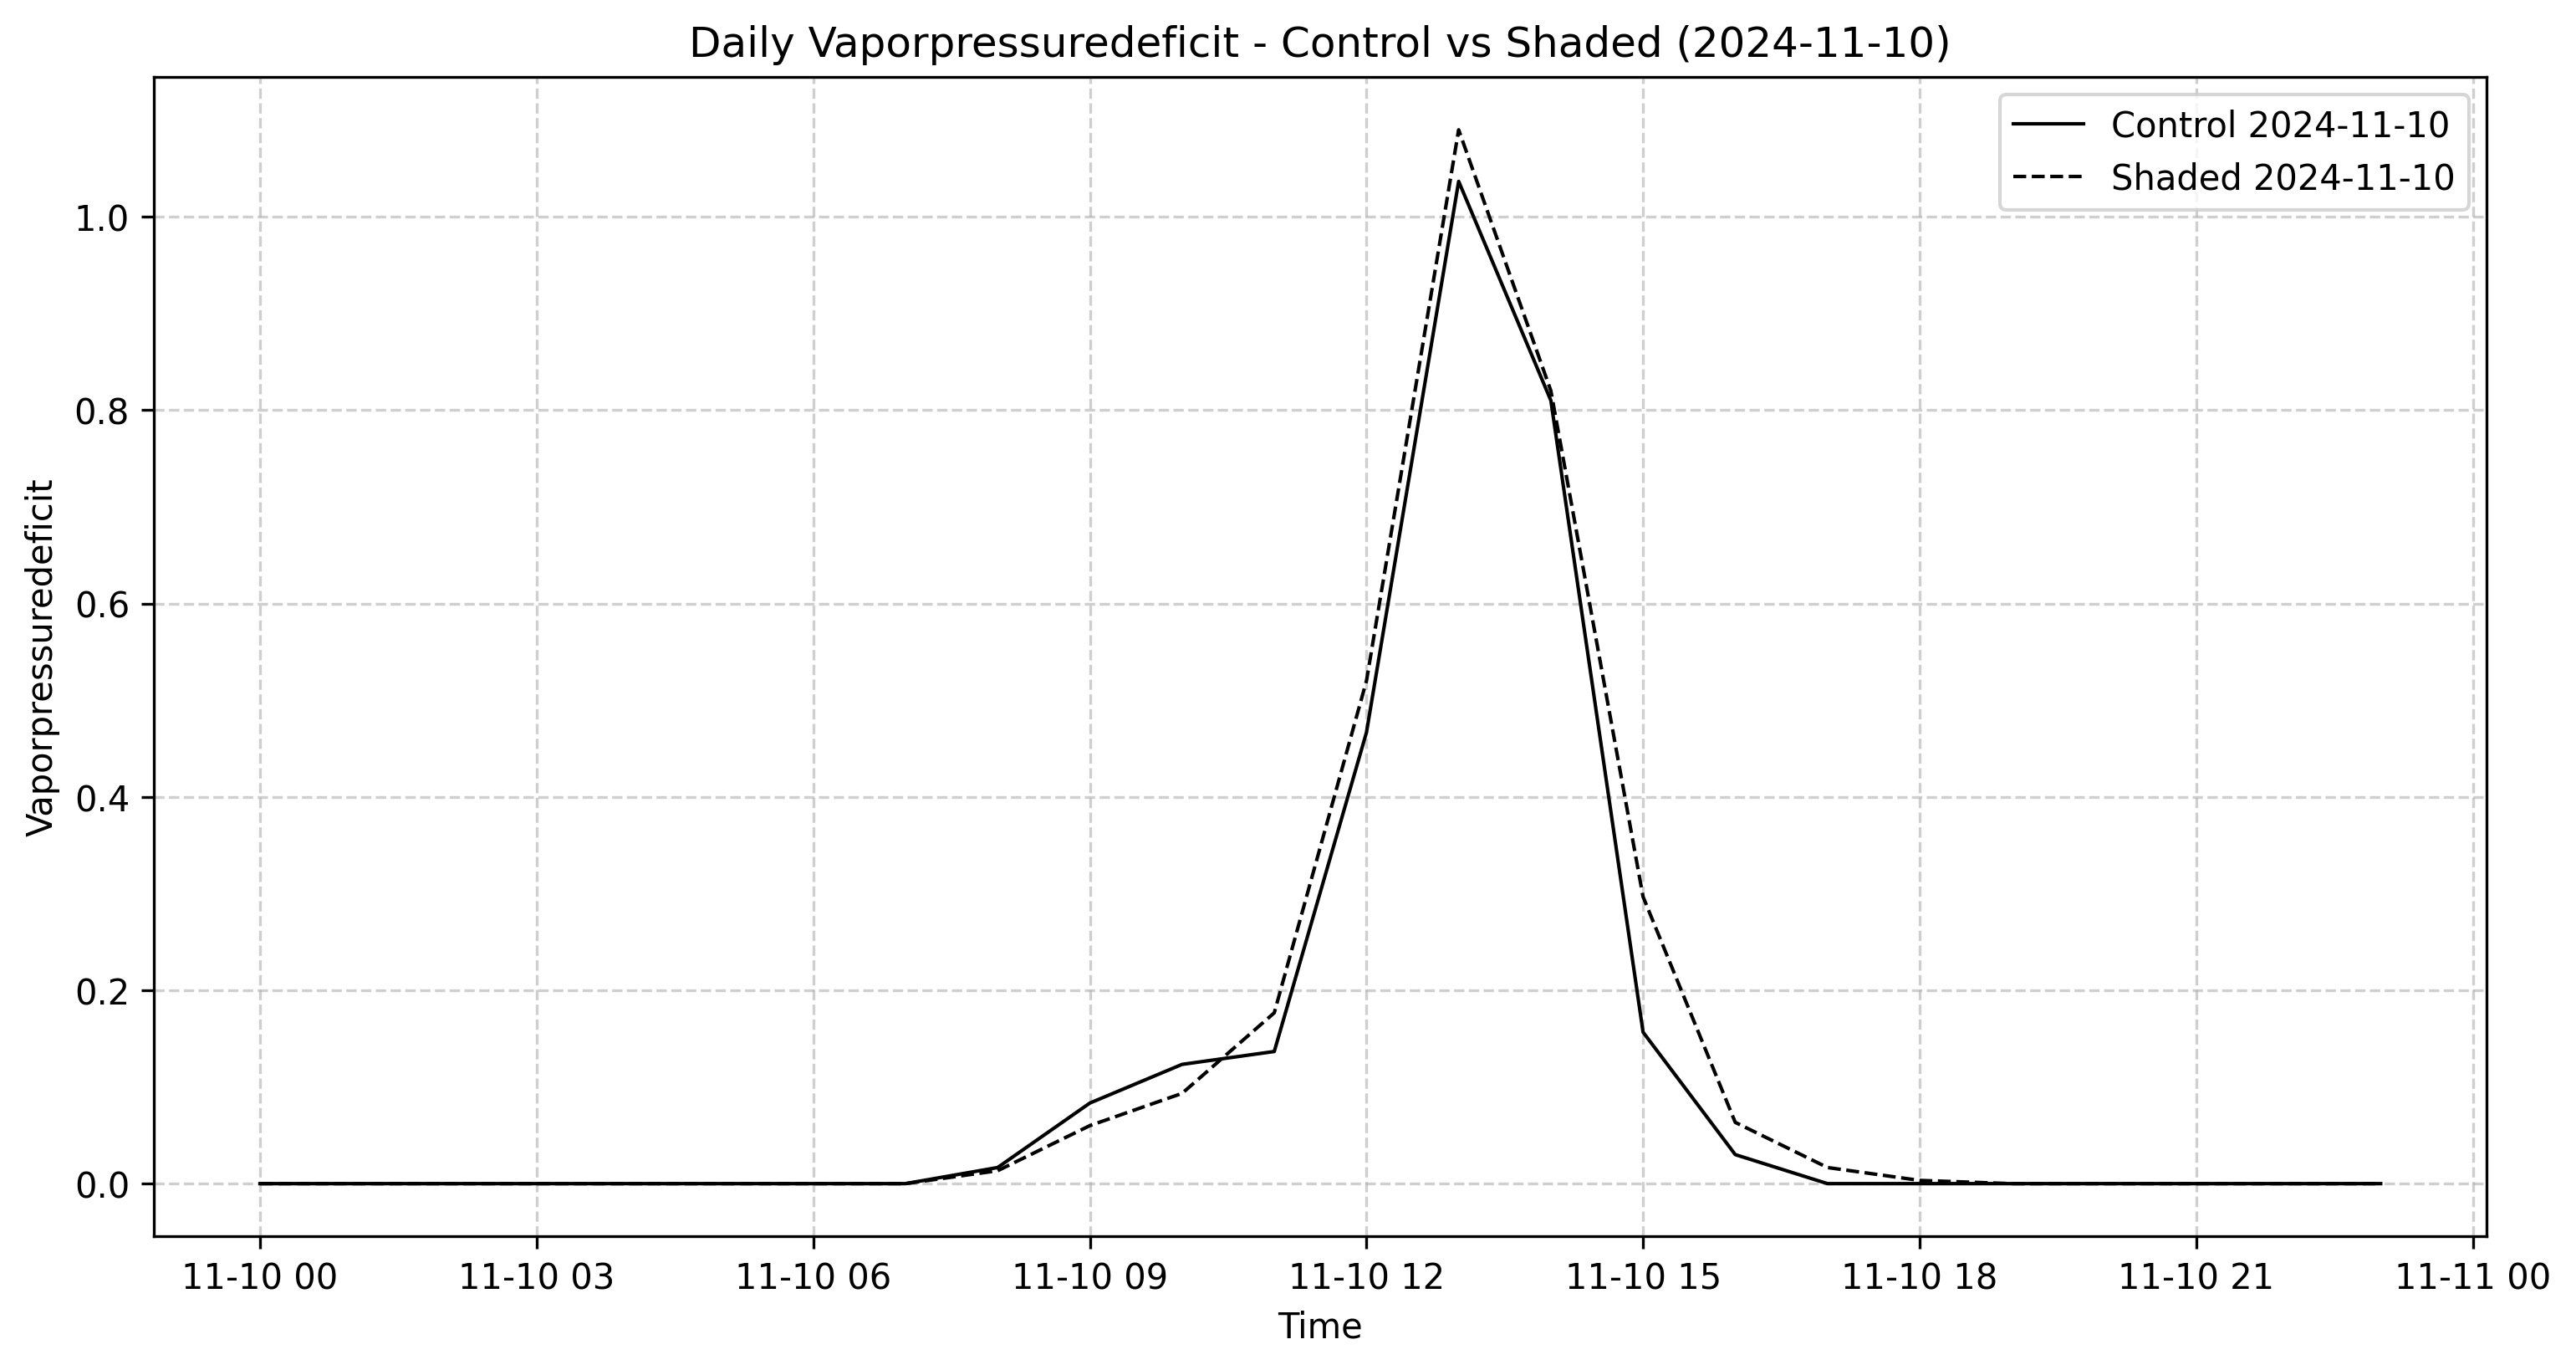 Daily Vaporpressuredeficit - Control vs Shaded (2024-11-10)
Control 2024-11-10
Shaded 2024-11-10
Vaporpressuredeficit
1.0
0.8
0.6
0.4
0.2
0.0
11-10 00 11-10 03 11-10 06 11-10 09 11-10 12 11-10 15 11-10 18 11-10 21 11-11 00
Time